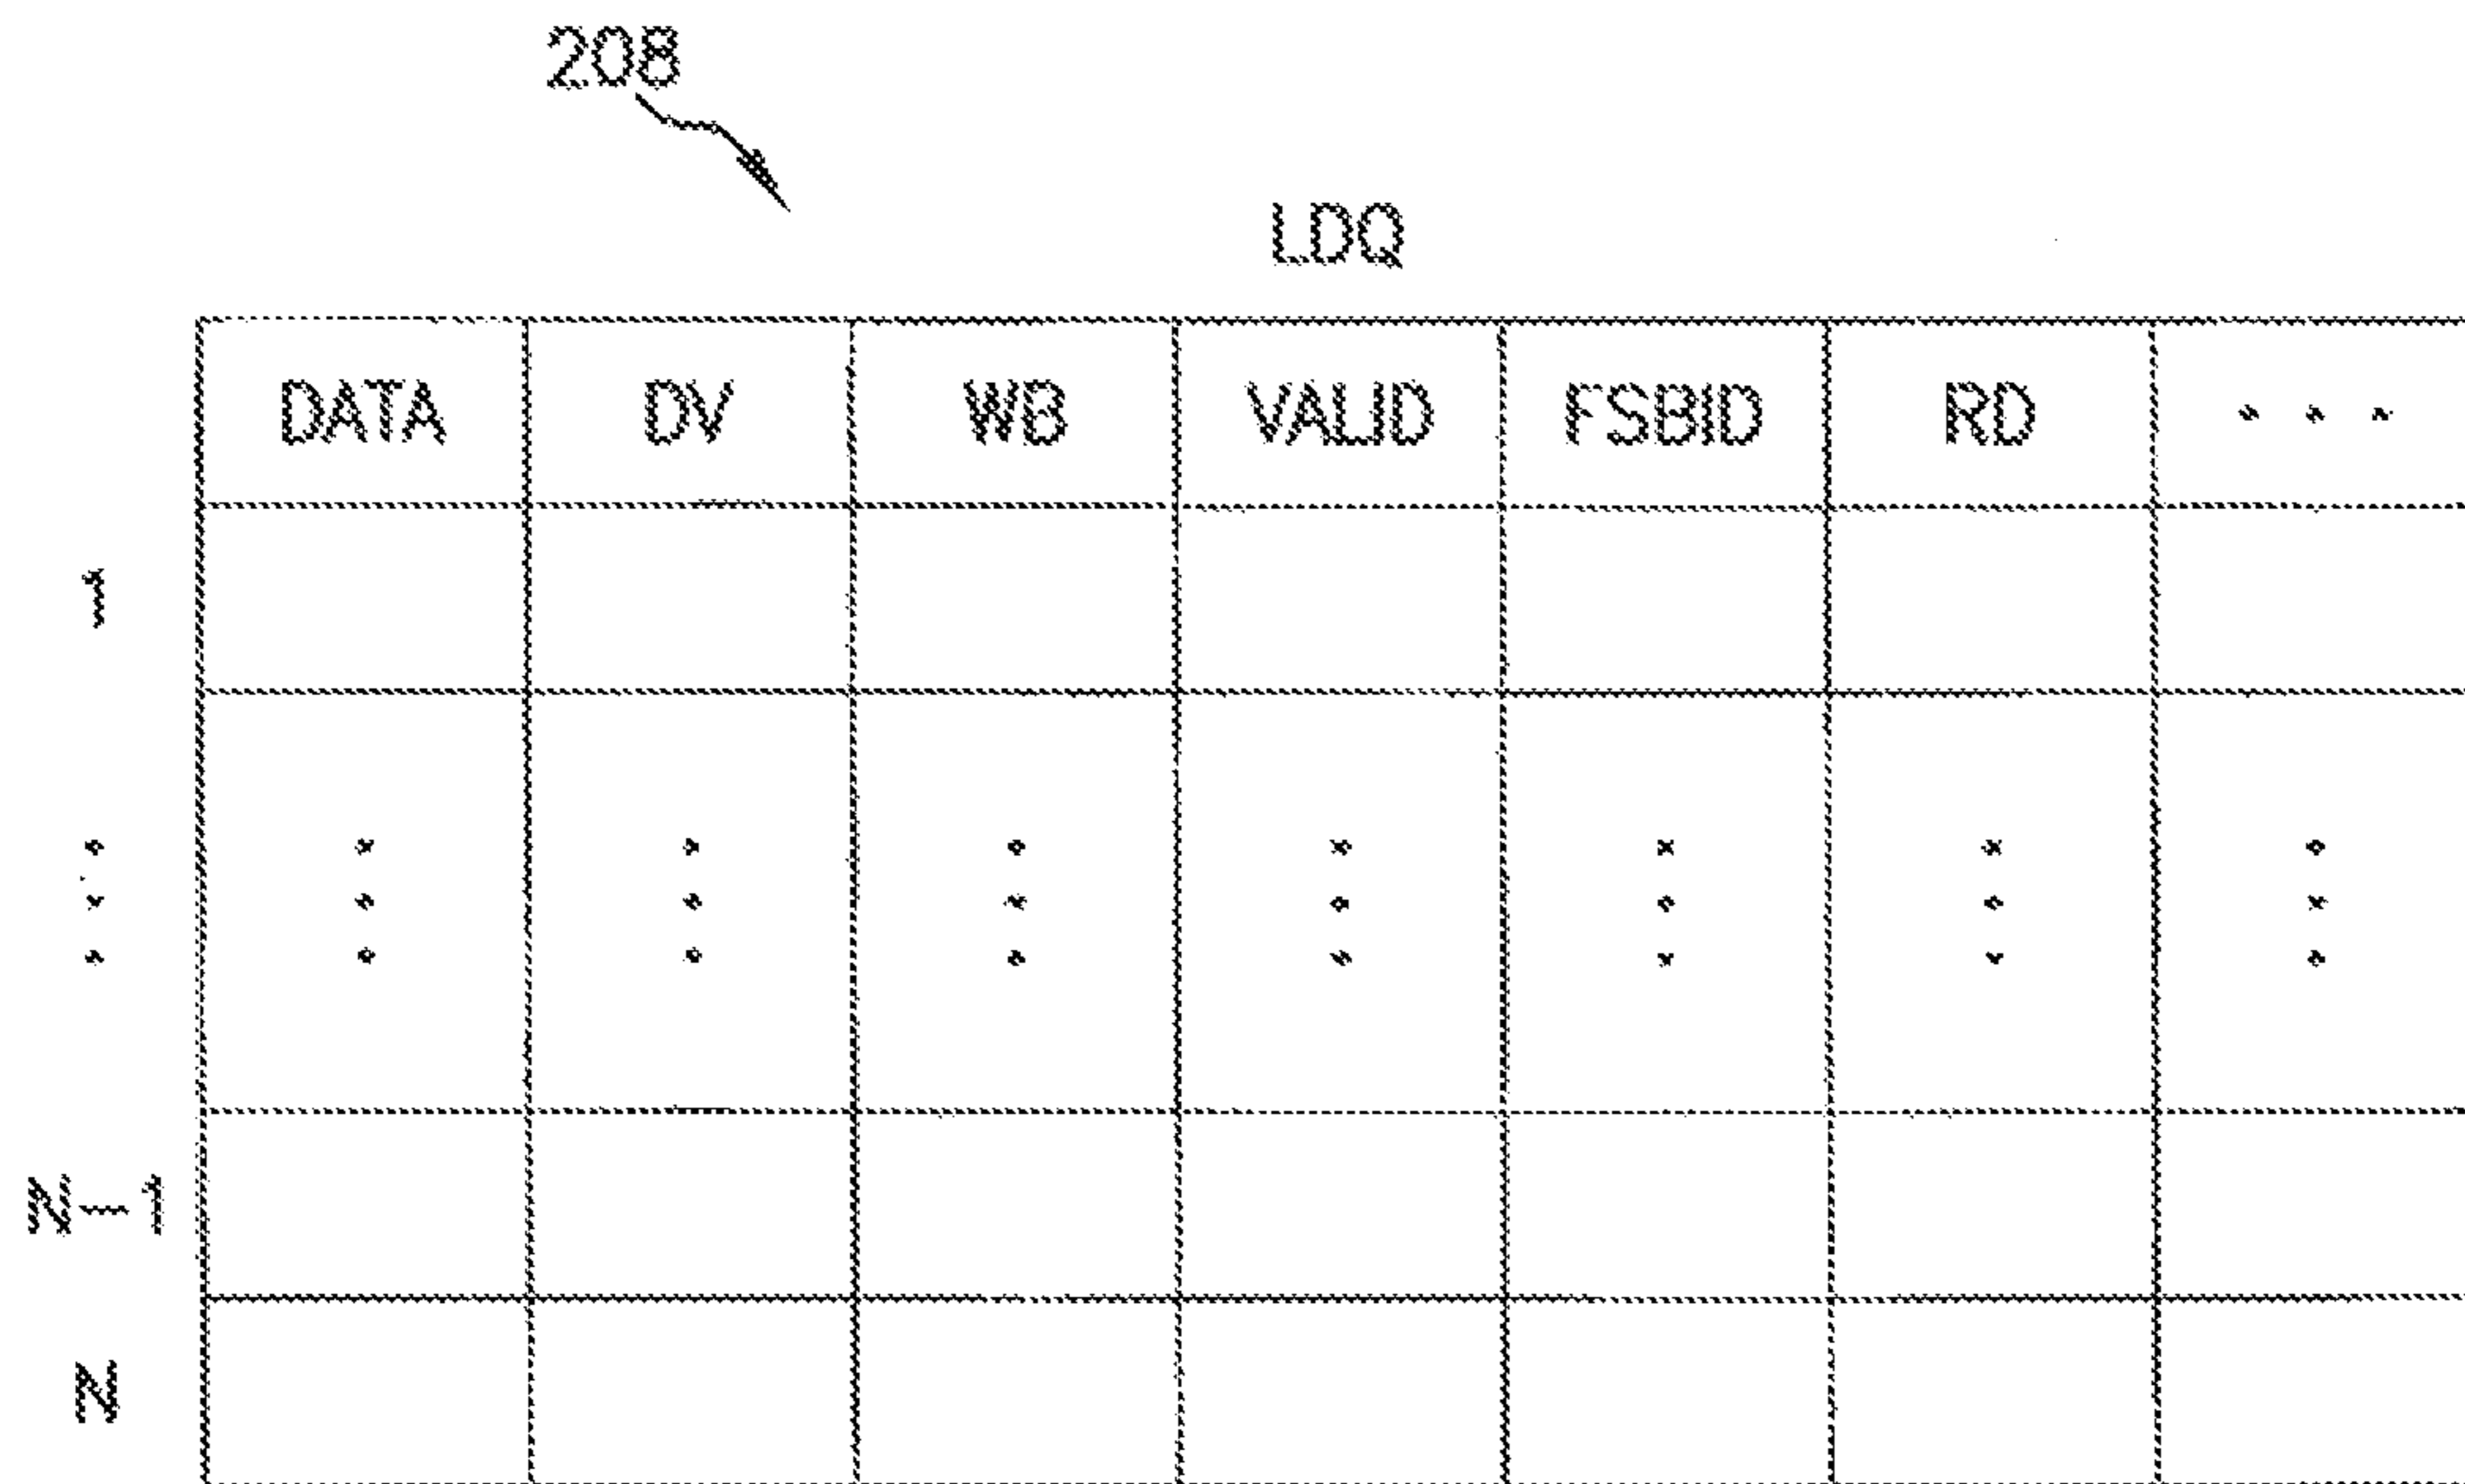 208
LDQ
DATA DV WB VALID FSBID RD . . .
1
N-1
N